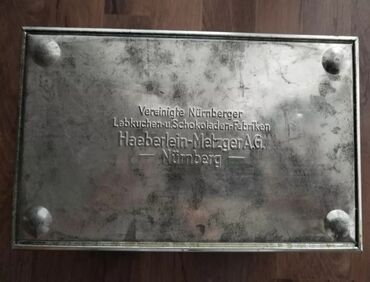 Vereinigte Nürnberger
Lebkuchen-u.Schokoladen-Fabriken
Haeberlein-Metzger A.G.
— Nürnberg —